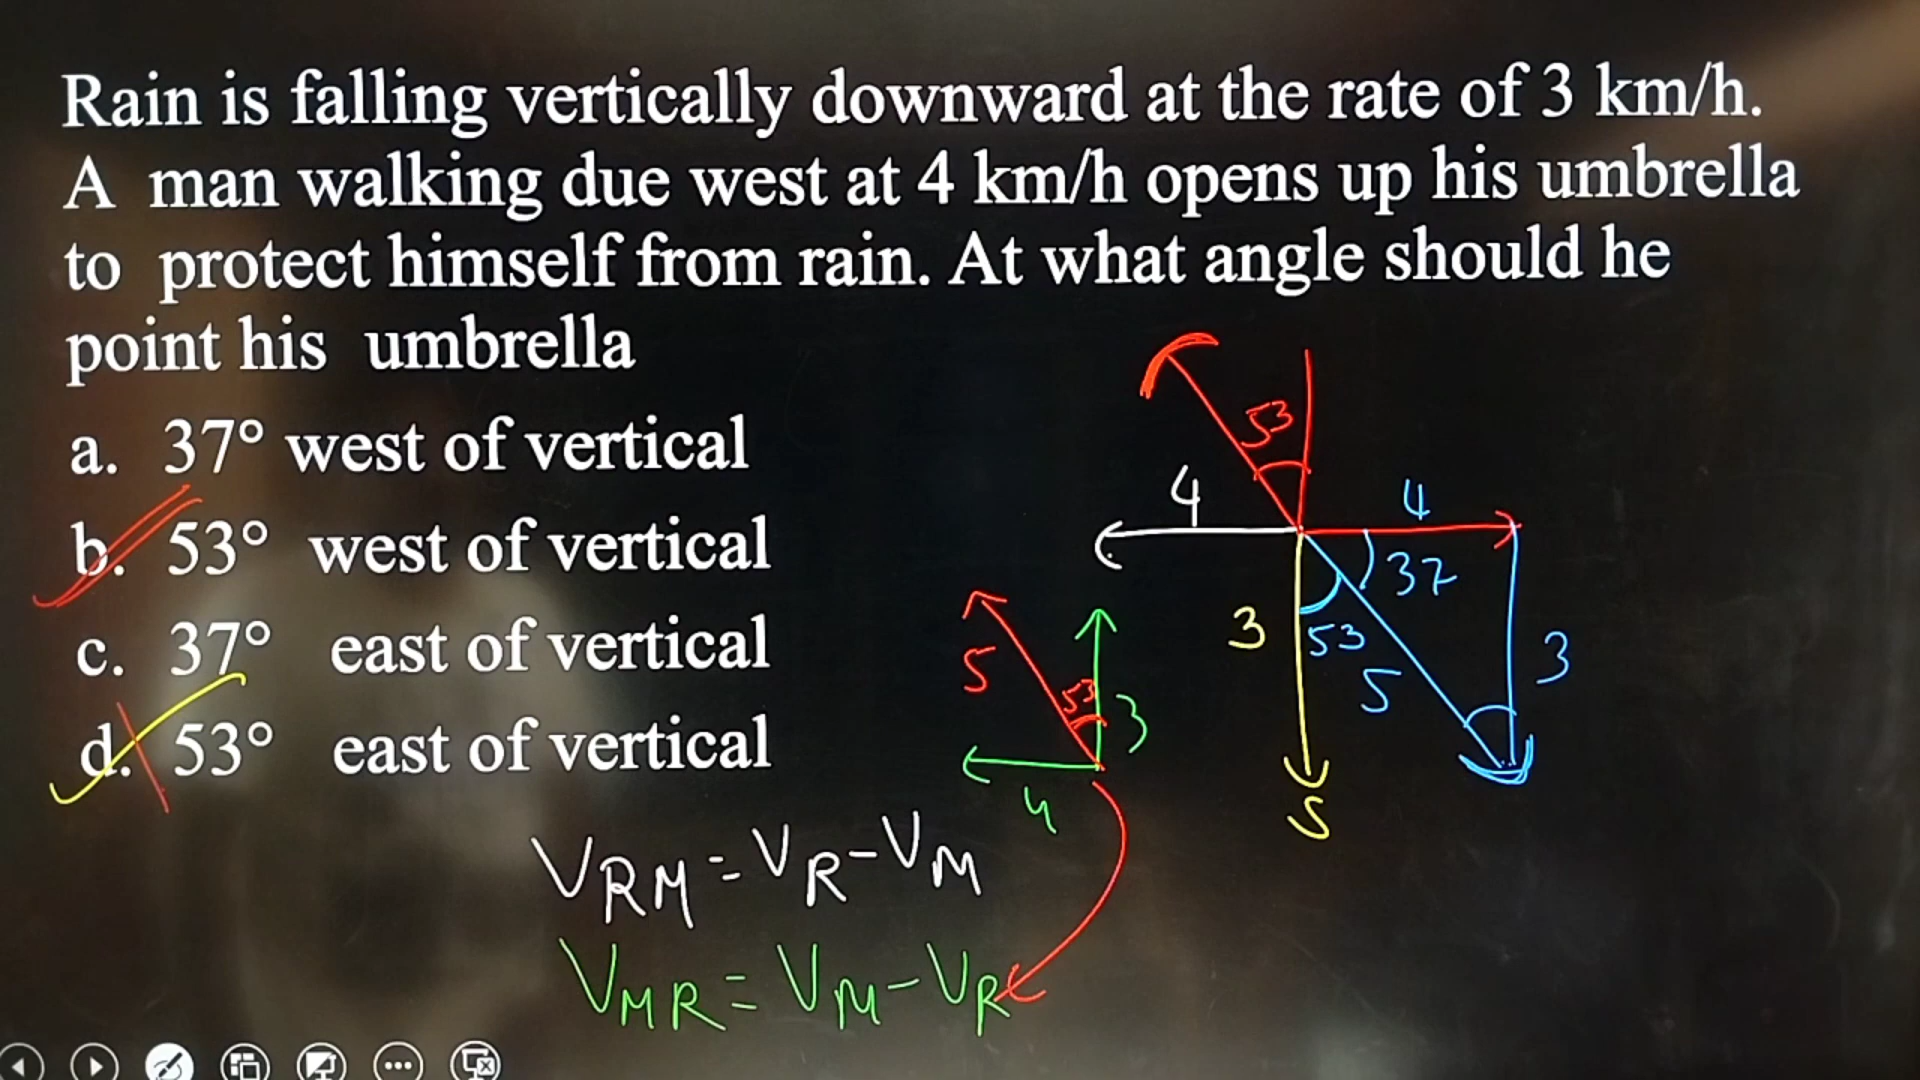 Rain is falling vertically downward at the rate of 3 km/h.
A man walking due west at 4 km/h opens up his umbrella
to protect himself from rain. At what angle should he
point his umbrella
a. 37° west of vertical
b. 53° west of vertical
c. 37° east of vertical
d. 53° east of vertical
53
4
4
37
3
53
5
3
5
53
3
4
S
VRM = VR - VM
VMR = VM - VR